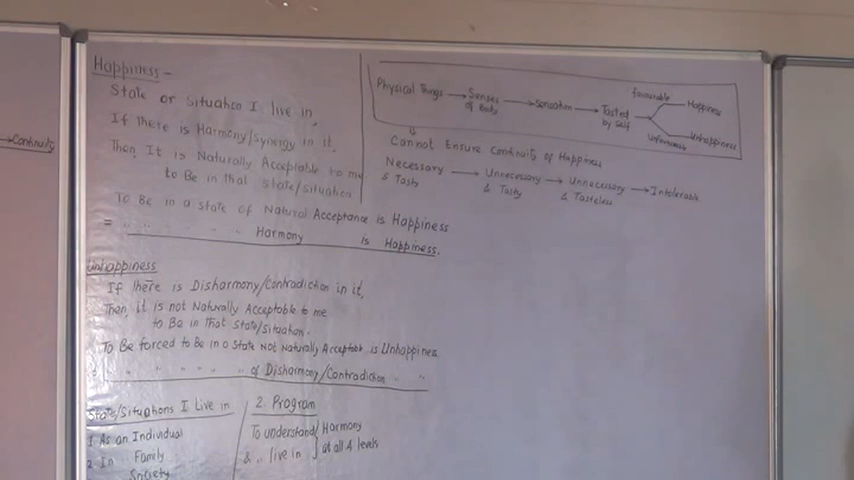 → Continuity
Happiness –
State or Situation I live in,
If there is Harmony/Synergy in it,
Then, It is Naturally Acceptable to me
to Be in that state/situation
To Be in a state of Natural Acceptance is Happiness
= " " " " " " Harmony is Happiness.
Unhappiness
If there is Disharmony/Contradiction in it,
Then, it is not Naturally Acceptable to me
to Be in That State/Situation.
To Be forced to Be in a State Not Naturally Acceptable is Unhappiness
" " " " " " of Disharmony/Contradiction " "
State/Situations I Live in
1 As an Individual
2 In Family
Society
2. Program
To understand Harmony
& " live in at all 4 levels
Physical Things → Senses of Body → Sensation → Tasted by Self
favourable Happiness
Unfavourable Unhappiness
Cannot Ensure Continuity of Happiness
Necessary → Unnecessary → Unnecessary → Intolerable
& Tasty & Tasty & Tasteless